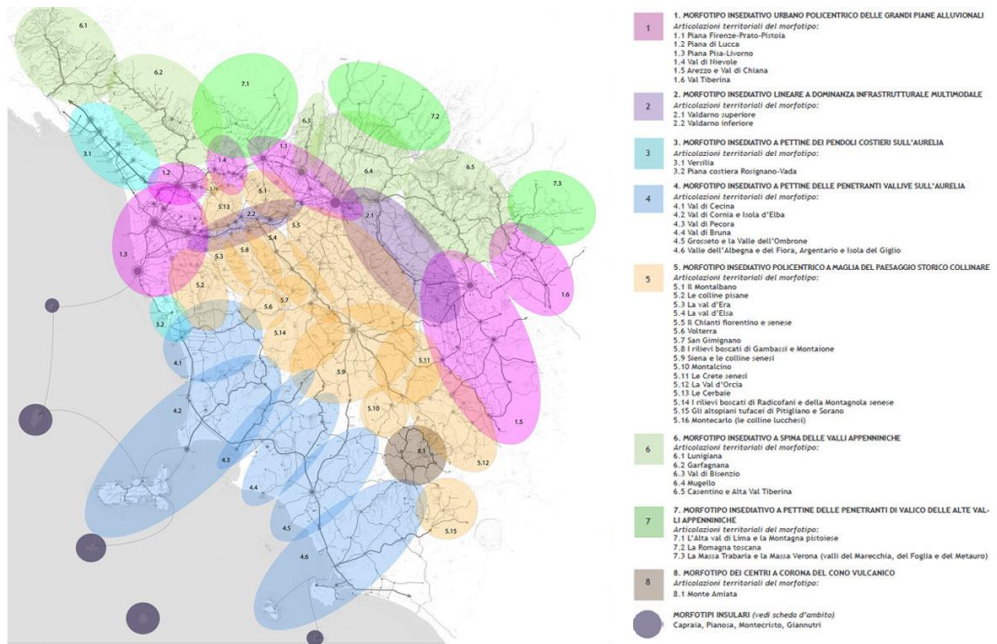 6.1
6.2
7.1
7.2
6.3
3.1
1.4
1.1
6.4
6.5
1.2
7.3
5.1
5.13
2.2
2.1
5.5
5.4
5.8
5.3
1.3
1.6
5.2
5.7
5.6
3.2
5.14
4.1
5.11
5.9
4.2
5.10
1.5
8.1
4.3
5.12
4.4
4.5
5.15
4.6
1
1. MORFOTIPO INSEDIATIVO URBANO POLICENTRICO DELLE GRANDI PIANE ALLUVIONALI
Articolazioni territoriali del morfotipo:
1.1 Piana Firenze-Prato-Pistoia
1.2 Piana di Lucca
1.3 Piana Pisa-Livorno
1.4 Val di Nievole
1.5 Arezzo e Val di Chiana
1.6 Val Tiberina
2
2. MORFOTIPO INSEDIATIVO LINEARE A DOMINANZA INFRASTRUTTURALE MULTIMODALE
Articolazioni territoriali del morfotipo:
2.1 Valdarno superiore
2.2 Valdarno inferiore
3
3. MORFOTIPO INSEDIATIVO A PETTINE DEI PENDOLI COSTIERI SULL'AURELIA
Articolazioni territoriali del morfotipo:
3.1 Versilia
3.2 Piana costiera Rosignano-Vada
4
4. MORFOTIPO INSEDIATIVO A PETTINE DELLE PENETRANTI VALLIVE SULL'AURELIA
Articolazioni territoriali del morfotipo:
4.1 Val di Cecina
4.2 Val di Cornia e Isola d'Elba
4.3 Val di Pecora
4.4 Val di Bruna
4.5 Grosseto e la Valle dell'Ombrone
4.6 Valle dell'Albegna e del Fiora, Argentario e Isola del Giglio
5
5. MORFOTIPO INSEDIATIVO POLICENTRICO A MAGLIA DEL PAESAGGIO STORICO COLLINARE
Articolazioni territoriali del morfotipo:
5.1 Il Montalbano
5.2 Le colline pisane
5.3 La val d'Era
5.4 La val d'Elsa
5.5 Il Chianti fiorentino e senese
5.6 Volterra
5.7 San Gimignano
5.8 I rilievi boscati di Gambassi e Montaione
5.9 Siena e le colline senesi
5.10 Montalcino
5.11 Le Crete senesi
5.12 La Val d'Orcia
5.13 Le Cerbaie
5.14 I rilievi boscati di Radicofani e della Montagnola senese
5.15 Gli altopiani tufacei di Pitigliano e Sorano
5.16 Montecarlo (le colline lucchesi)
6
6. MORFOTIPO INSEDIATIVO A SPINA DELLE VALLI APPENNINICHE
Articolazioni territoriali del morfotipo:
6.1 Lunigiana
6.2 Garfagnana
6.3 Val di Bisenzio
6.4 Mugello
6.5 Casentino e Alta Val Tiberina
7
7. MORFOTIPO INSEDIATIVO A PETTINE DELLE PENETRANTI DI VALICO DELLE ALTE VAL-
LI APPENNINICHE
Articolazioni territoriali del morfotipo:
7.1 L'Alta val di Lima e la Montagna pistoiese
7.2 La Romagna toscana
7.3 La Massa Trabaria e la Massa Verona (valli del Marecchia, del Foglia e del Metauro)
8
8. MORFOTIPO DEI CENTRI A CORONA DEL CONO VULCANICO
Articolazioni territoriali del morfotipo:
8.1 Monte Amiata
MORFOTIPI INSULARI (vedi scheda d'ambito)
Capraia, Pianosa, Montecristo, Giannutri